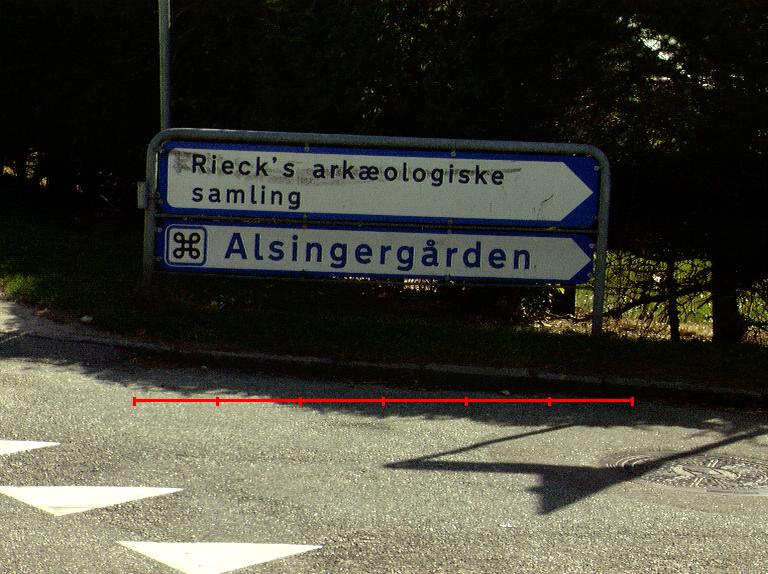 Rieck's arkæologiske
samling
Alsingergården